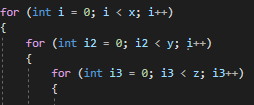 for (int i = 0; i < x; i++)
{
for (int i2 = 0; i2 < y; i++)
{
for (int i3 = 0; i3 < z; i3++)
{